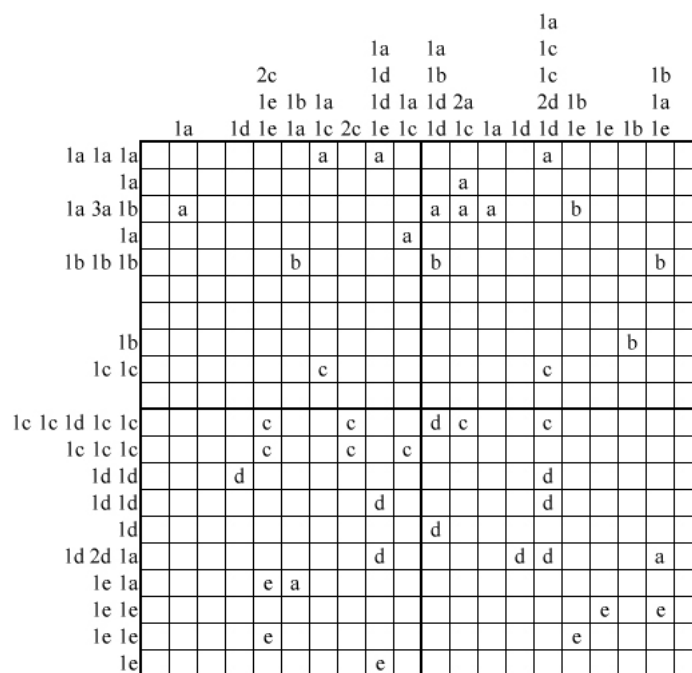 1a
1a 1a 1c
2c 1d 1b 1c 1b
1e 1b 1a 1d 1a 1d 2a 2d 1b 1a
1a 1d 1e 1a 1c 2c 1e 1c 1d 1c 1a 1d 1d 1e 1e 1b 1e
1a 1a 1a a a a
1a a
1a 3a 1b a a a a b
1a a
1b 1b 1b b b b
1b b
1c 1c c c
1c 1c 1d 1c 1c c c d c c
1c 1c 1c c c c
1d 1d d d
1d 1d d d
1d d
1d 2d 1a d d d a
1e 1a e a
1e 1e e e
1e 1e e e
1e e